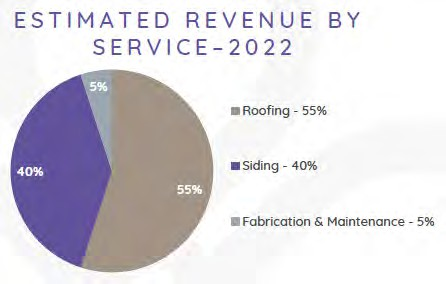 ESTIMATED REVENUE BY
SERVICE–2022
5%
40%
55%
Roofing - 55%
Siding - 40%
Fabrication & Maintenance - 5%